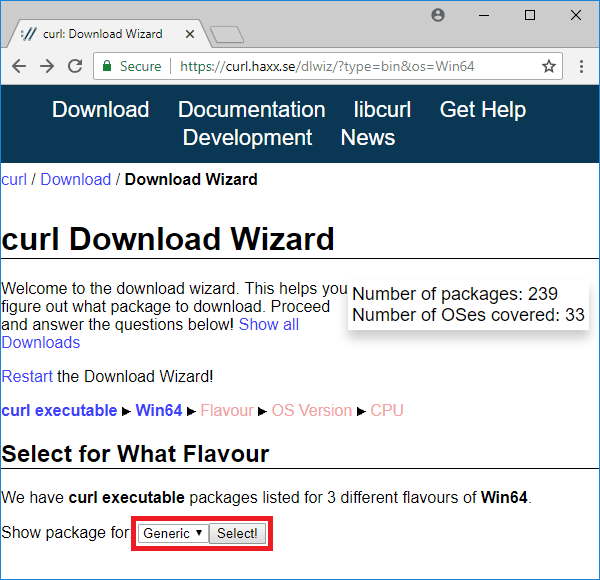 curl: Download Wizard
Secure https://curl.haxx.se/dlwiz/?type=bin&os=Win64
Download Documentation libcurl Get Help
Development News
curl / Download / Download Wizard
curl Download Wizard
Welcome to the download wizard. This helps you
figure out what package to download. Proceed
and answer the questions below! Show all
Downloads
Number of packages: 239
Number of OSes covered: 33
Restart the Download Wizard!
curl executable ▶ Win64 ▶ Flavour ▶ OS Version ▶ CPU
Select for What Flavour
We have curl executable packages listed for 3 different flavours of Win64.
Show package for: Generic ▼ Select!